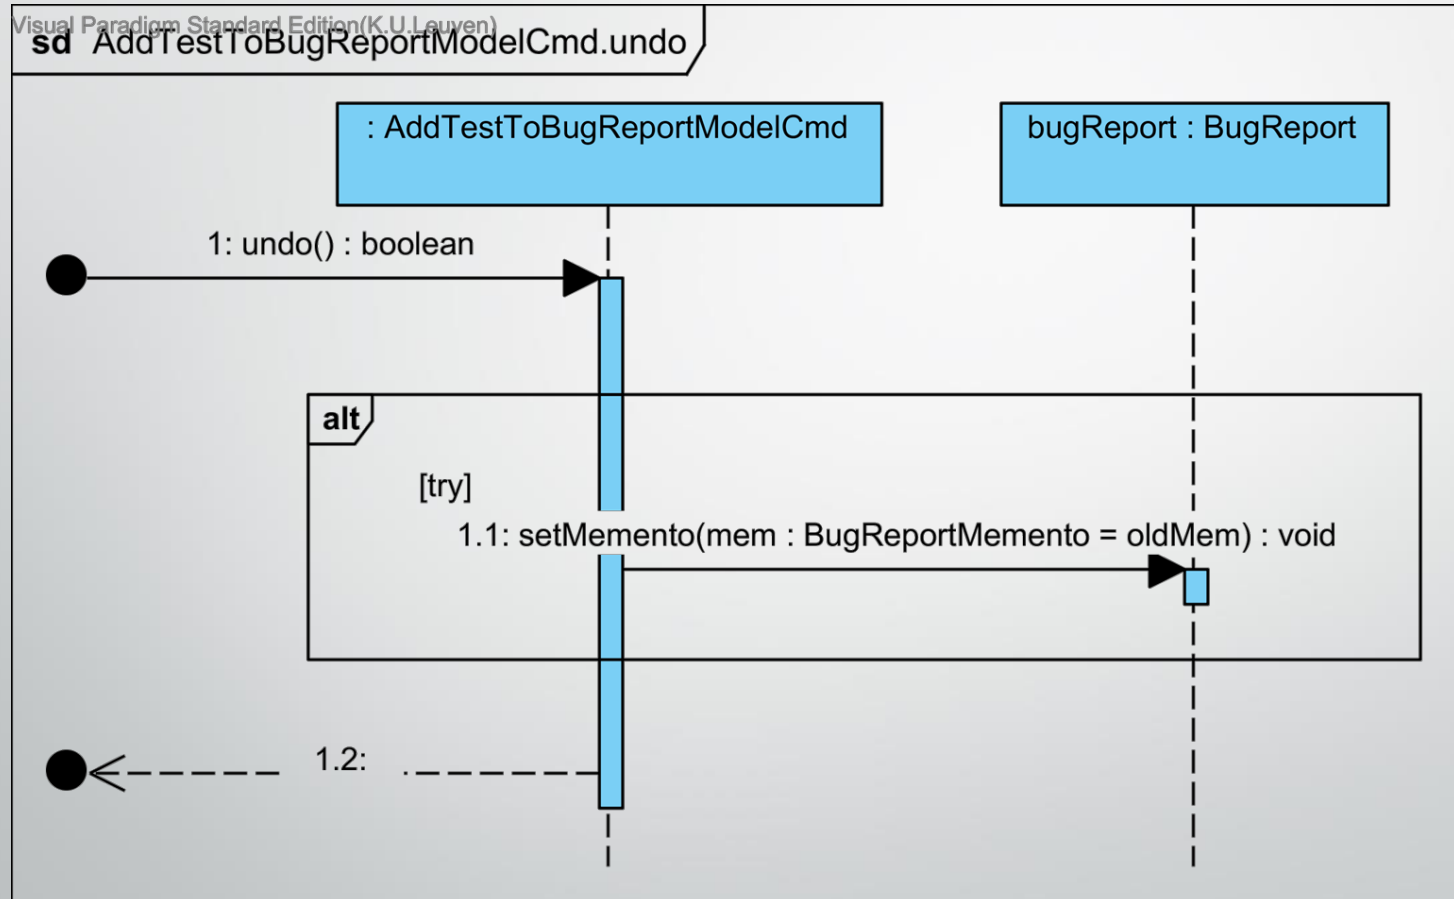 Visual Paradigm Standard Edition(K.U.Leuven)
sd AddTestToBugReportModelCmd.undo
: AddTestToBugReportModelCmd
bugReport : BugReport
1: undo() : boolean
alt
[try]
1.1: setMemento(mem : BugReportMemento = oldMem) : void
1.2: